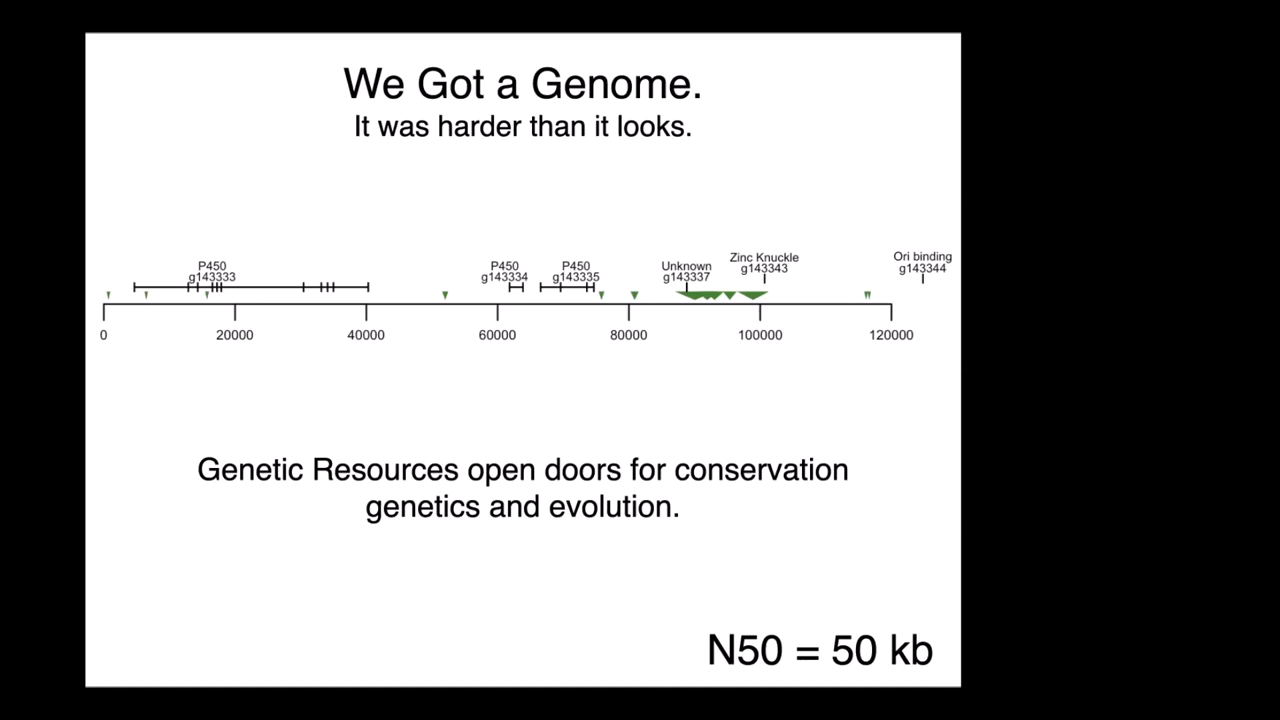 We Got a Genome.
It was harder than it looks.
P450
g143333
P450
g143334
P450
g143335
Unknown
g143337
Zinc Knuckle
g143343
Ori binding
g143344
0 20000 40000 60000 80000 100000 120000
Genetic Resources open doors for conservation
genetics and evolution.
N50 = 50 kb